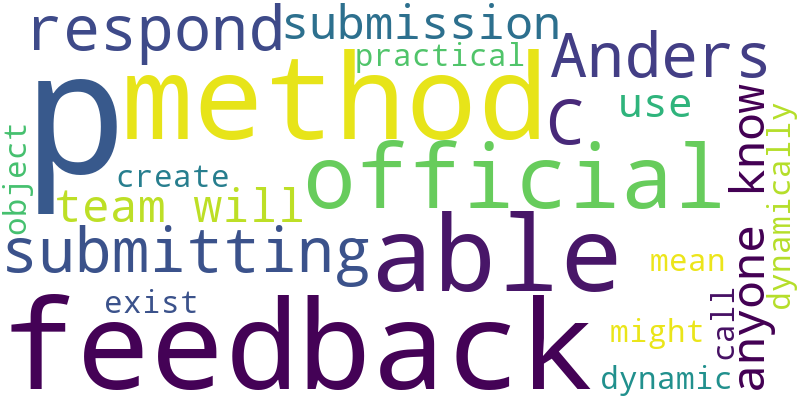 respond
submission
practical
Anders
p
method
C
use
object
create
official
anyone know
dynamically
team will
submitting
able
mean
exist
call
might
feedback
dynamic